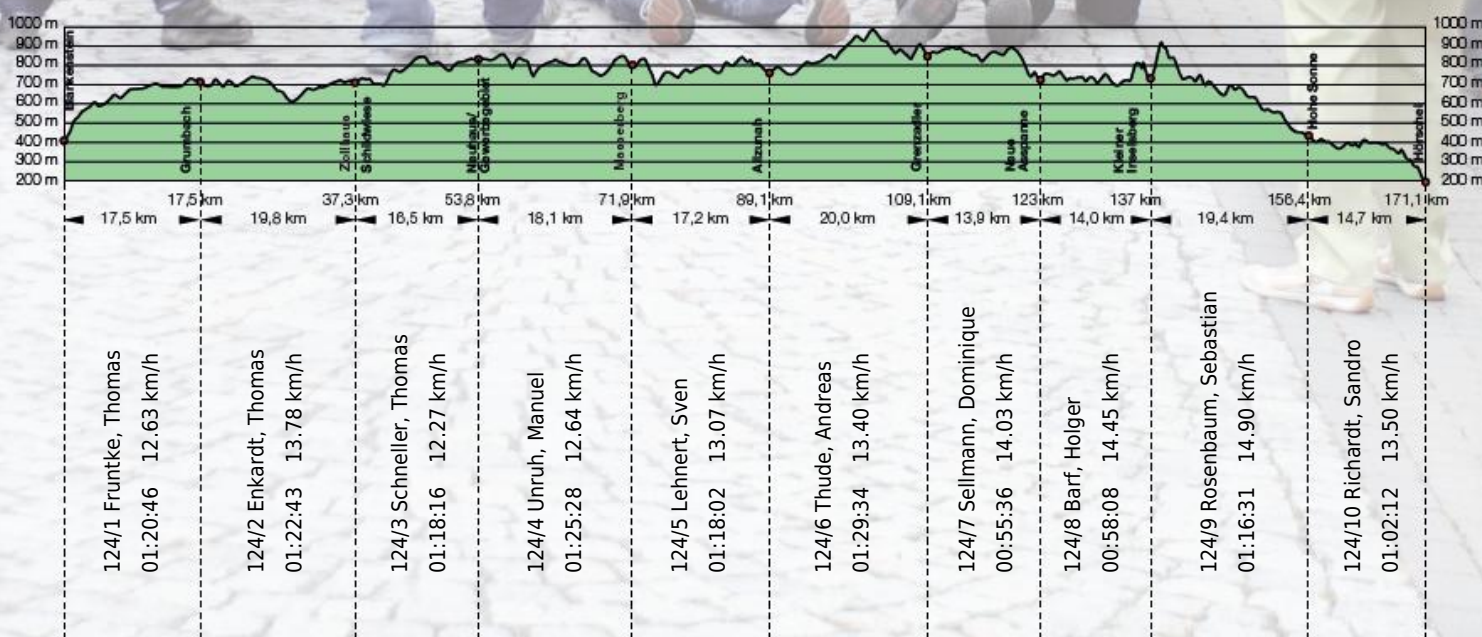 1000 m
900 m
800 m
700 m
600 m
500 m
400 m
300 m
200 m
1000 m
900 m
800 m
700 m
600 m
500 m
400 m
300 m
200 m
Blankenstein
Grumbach
Zollhaus
Schildwiese
Neuhaus/
Gewerbegebiet
Masserberg
Allzunah
Grenzadler
Neue
Ausspanne
Kleiner
Inselsberg
Hohe Sonne
Hörschel
17,5 km
37,3 km
53,8 km
71,9 km
89,1 km
109,1 km
123 km
137 km
156,4 km
171,1 km
17,5 km
19,8 km
16,5 km
18,1 km
17,2 km
20,0 km
13,9 km
14,0 km
19,4 km
14,7 km
124/1 Fruntke, Thomas
01:20:46 12.63 km/h
124/2 Enkardt, Thomas
01:22:43 13.78 km/h
124/3 Schneller, Thomas
01:18:16 12.27 km/h
124/4 Unruh, Manuel
01:25:28 12.64 km/h
124/5 Lehnert, Sven
01:18:02 13.07 km/h
124/6 Thude, Andreas
01:29:34 13.40 km/h
124/7 Sellmann, Dominique
00:55:36 14.03 km/h
124/8 Barf, Holger
00:58:08 14.45 km/h
124/9 Rosenbaum, Sebastian
01:16:31 14.90 km/h
124/10 Richardt, Sandro
01:02:12 13.50 km/h